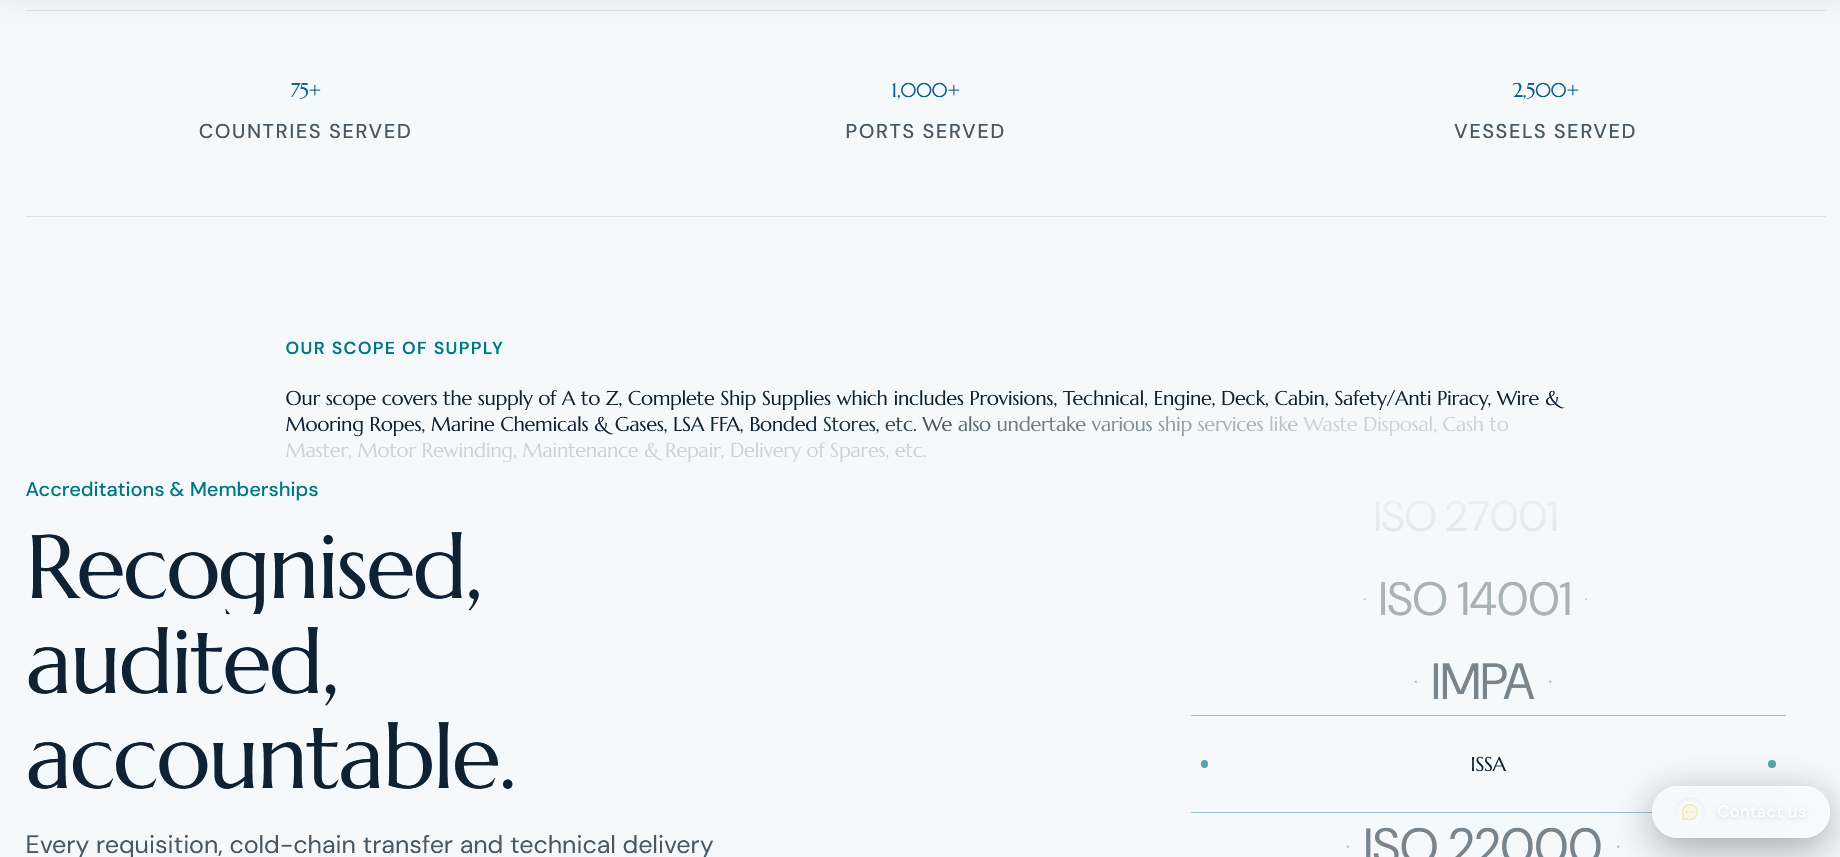 75+
COUNTRIES SERVED
1,000+
PORTS SERVED
2,500+
VESSELS SERVED
OUR SCOPE OF SUPPLY
Our scope covers the supply of A to Z, Complete Ship Supplies which includes Provisions, Technical, Engine, Deck, Cabin, Safety/Anti Piracy, Wire &
Mooring Ropes, Marine Chemicals & Gases, LSA FFA, Bonded Stores, etc. We also undertake various ship services like Waste Disposal, Cash to
Master, Motor Rewinding, Maintenance & Repair, Delivery of Spares, etc.
Accreditations & Memberships
Recognised,
audited,
accountable.
Every requisition, cold-chain transfer and technical delivery
ISO 27001
· ISO 14001 ·
· IMPA ·
ISSA
· ISO 22000 ·
Contact us